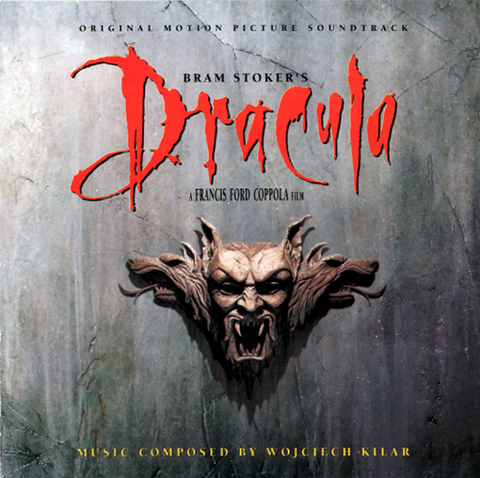 ORIGINAL MOTION PICTURE SOUNDTRACK
BRAM STOKER'S
Dracula
A FRANCIS FORD COPPOLA FILM
MUSIC COMPOSED BY WOJCIECH KILAR